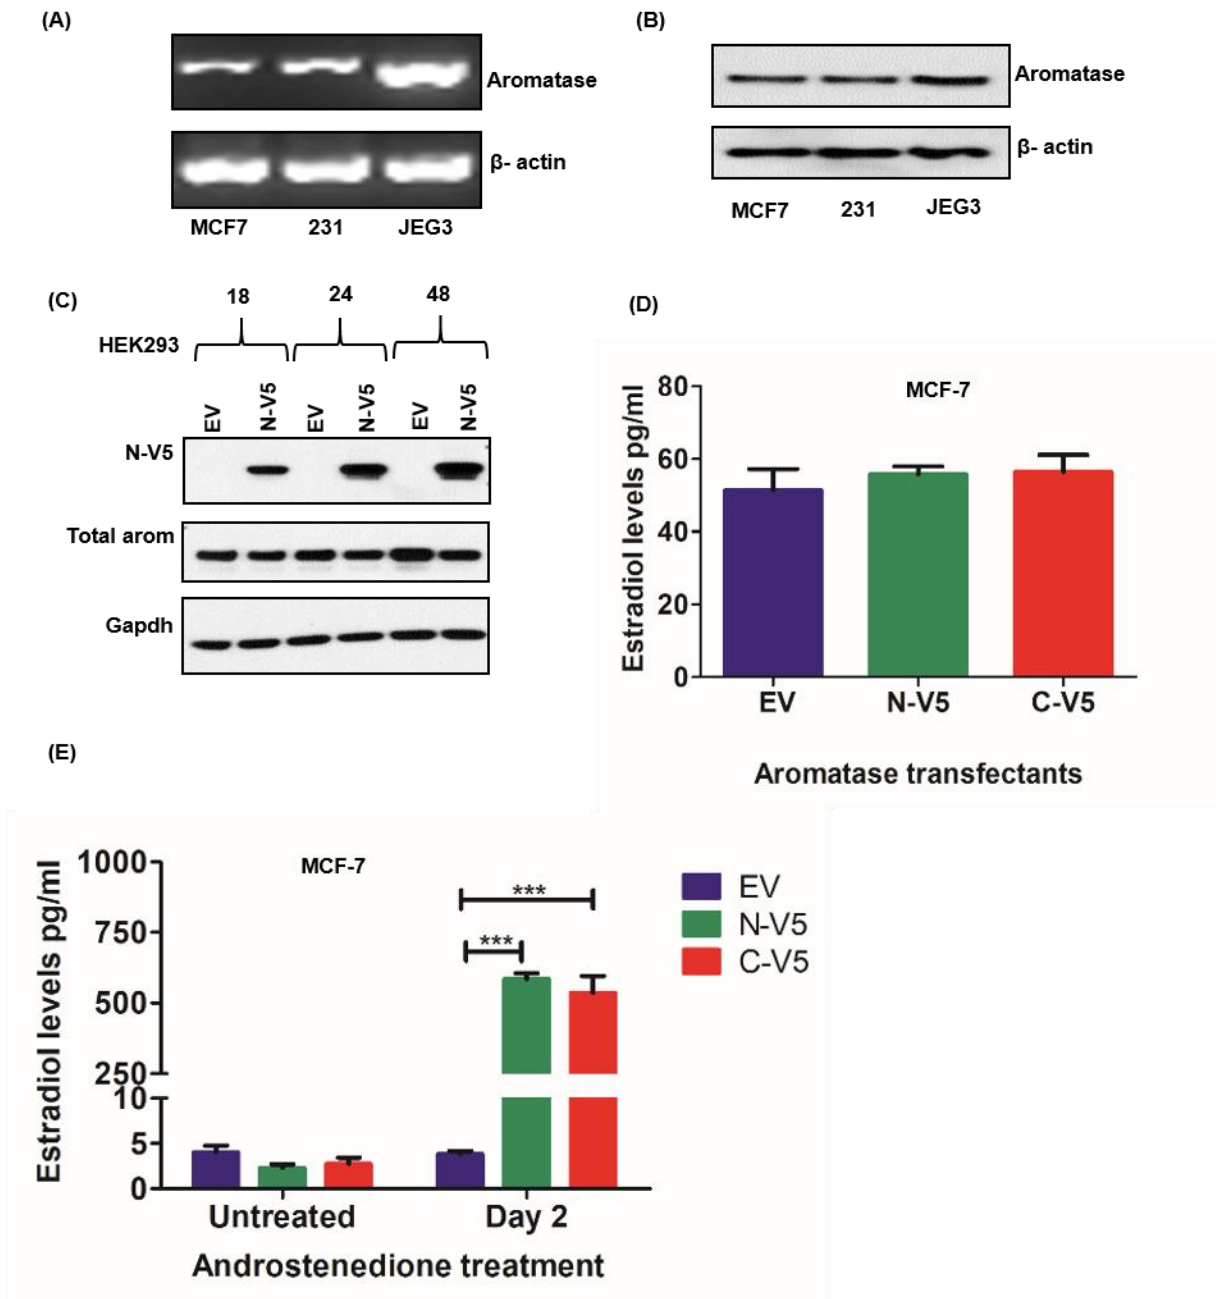 (A)
Aromatase
β- actin
MCF7 231 JEG3
(B)
Aromatase
β- actin
MCF7 231 JEG3
(C)
18 24 48
HEK293
EV N-V5 EV N-V5 EV N-V5
N-V5
Total arom
Gapdh
(D)
MCF-7
Estradiol levels pg/ml
80
60
40
20
0
EV N-V5 C-V5
Aromatase transfectants
(E)
MCF-7
Estradiol levels pg/ml
1000
750
500
250
10
5
0
***
***
EV
N-V5
C-V5
Untreated Day 2
Androstenedione treatment